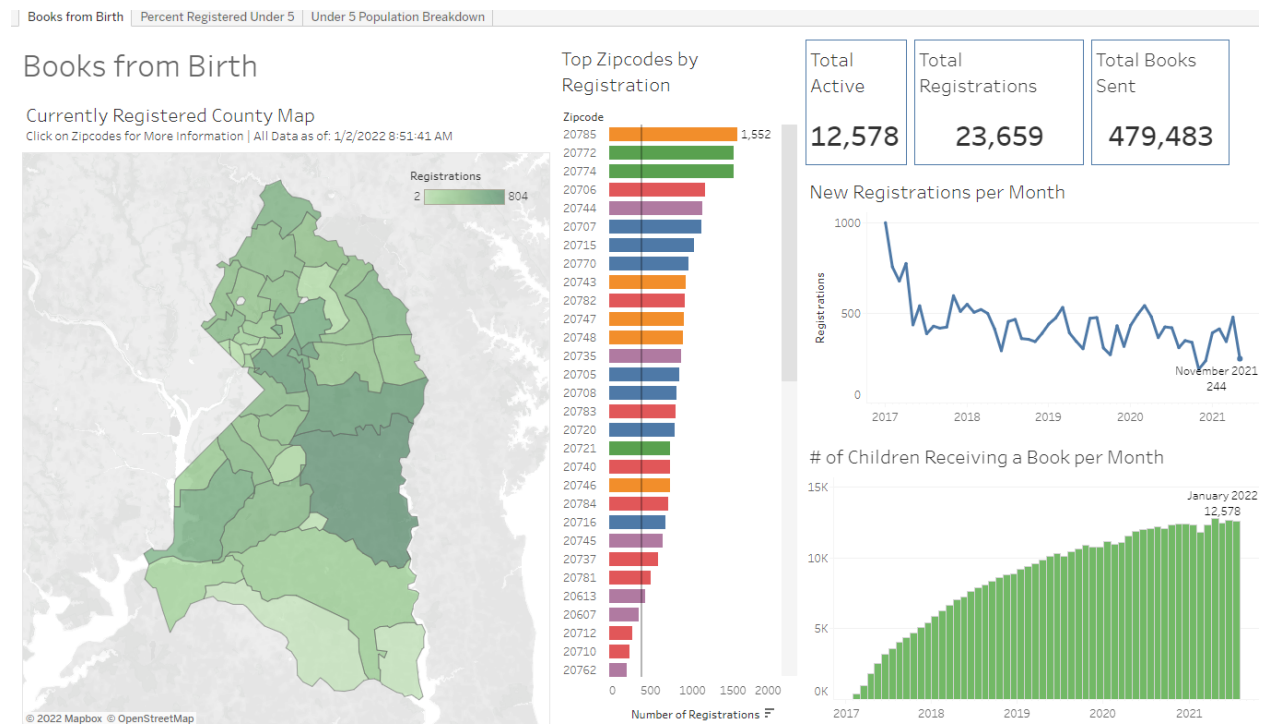 Books from Birth
Percent Registered Under 5
Under 5 Population Breakdown
Books from Birth
Currently Registered County Map
Click on Zipcodes for More Information | All Data as of: 1/2/2022 8:51:41 AM
Registrations
2
804
© 2022 Mapbox © OpenStreetMap
Top Zipcodes by
Registration
Zipcode
20785
1,552
20772
20774
20706
20744
20707
20715
20770
20743
20782
20747
20748
20735
20705
20708
20783
20720
20721
20740
20746
20784
20716
20745
20737
20781
20613
20607
20712
20710
20762
0
500
1000
1500
2000
Number of Registrations
Total
Active
12,578
Total
Registrations
23,659
Total Books
Sent
479,483
New Registrations per Month
1000
500
0
Registrations
November 2021
244
2017
2018
2019
2020
2021
# of Children Receiving a Book per Month
15K
10K
5K
0K
January 2022
12,578
2017
2018
2019
2020
2021